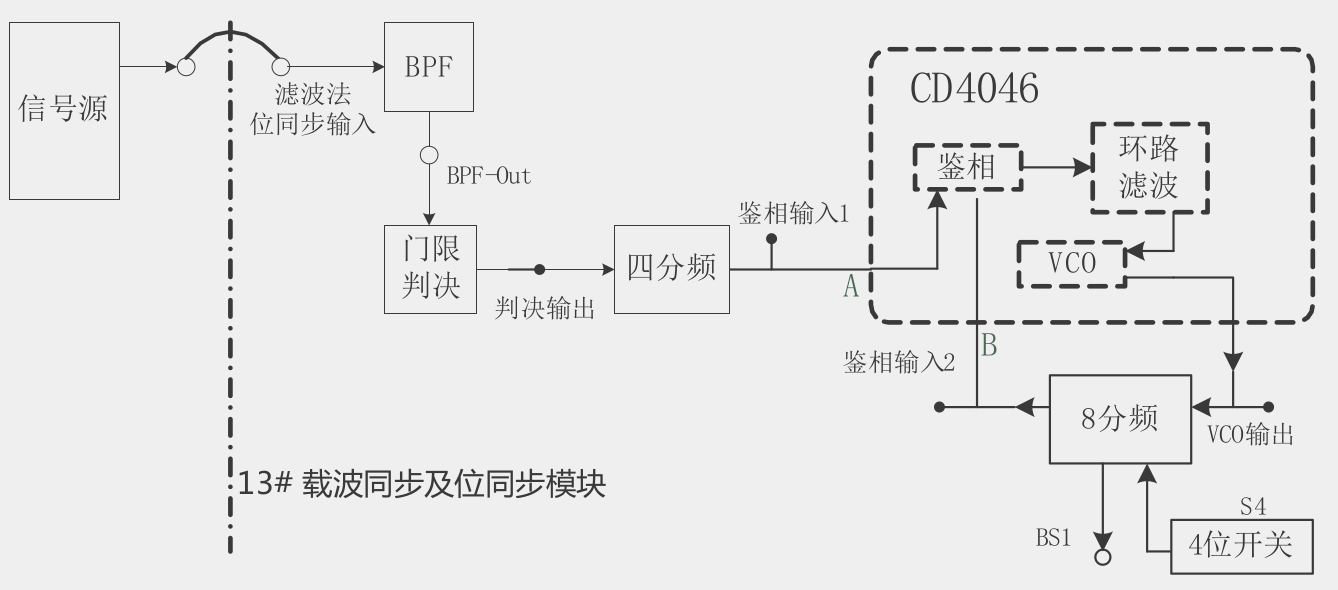 信号源
滤波法
位同步输入
BPF
BPF-Out
门限
判决
判决输出
四分频
鉴相输入1
A
CD4046
鉴相
环路
滤波
VCO
B
鉴相输入2
8分频
VCO输出
BS1
S4
4位开关
13# 载波同步及位同步模块